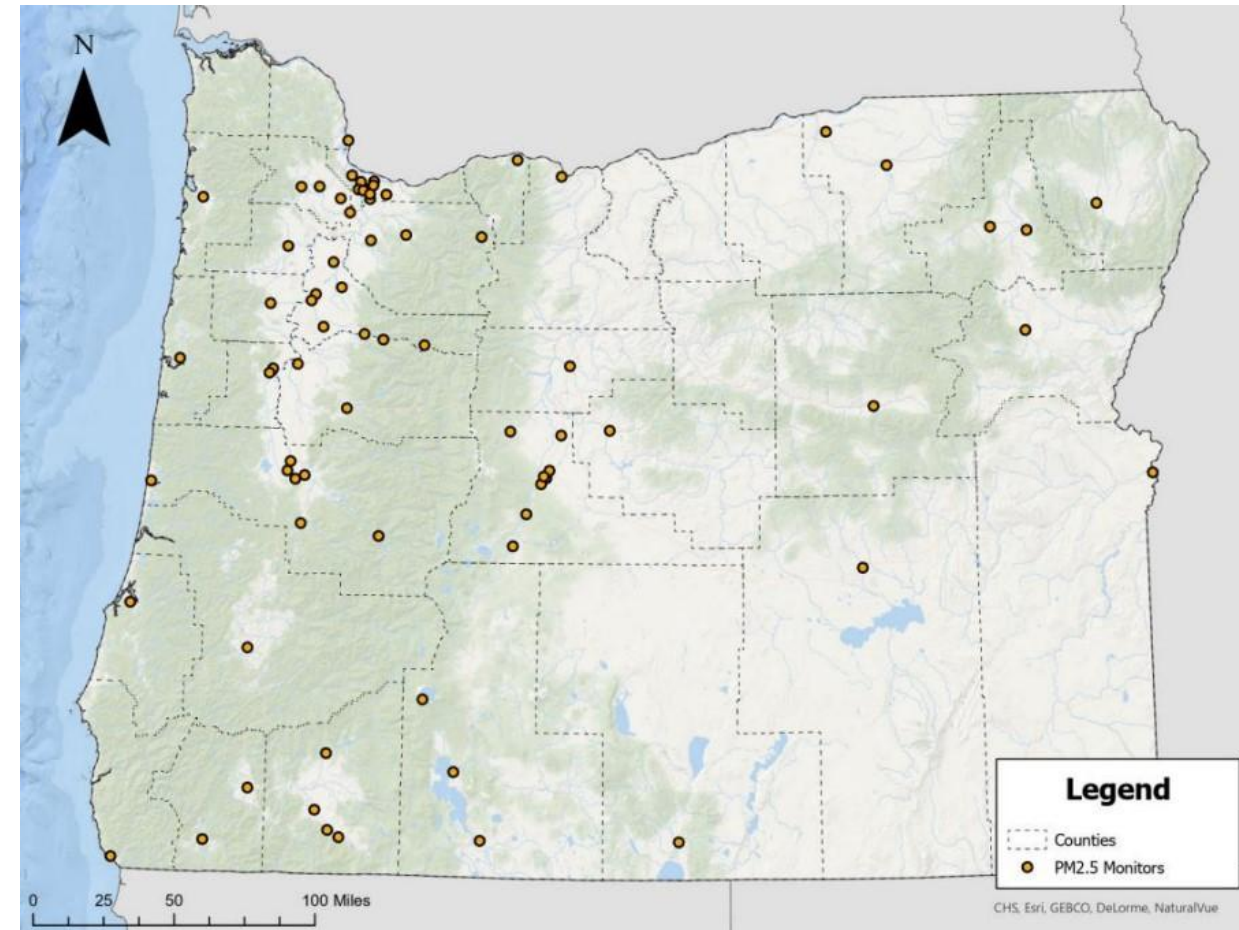 N
Legend
Counties
PM2.5 Monitors
0 25 50 100 Miles
CHS, Esri, GEBCO, DeLorme, NaturalVue